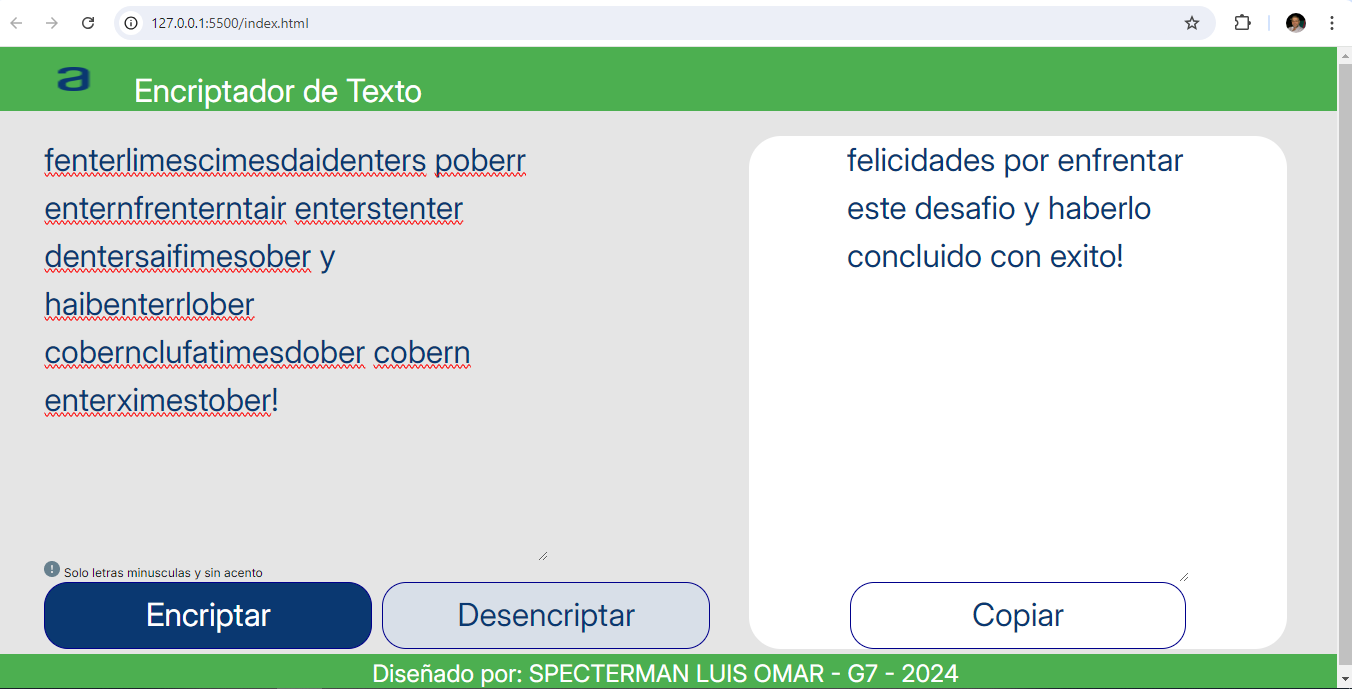 127.0.0.1:5500/index.html
a
Encriptador de Texto
fenterlimescimesdaidenters poberr
enternfrenterntair enterstenter
dentersaifimesober y
haibenterrlober
cobernclufatimesdober cobern
enterximestober!
felicidades por enfrentar
este desafio y haberlo
concluido con exito!
Solo letras minusculas y sin acento
Encriptar
Desencriptar
Copiar
Diseñado por: SPECTERMAN LUIS OMAR - G7 - 2024